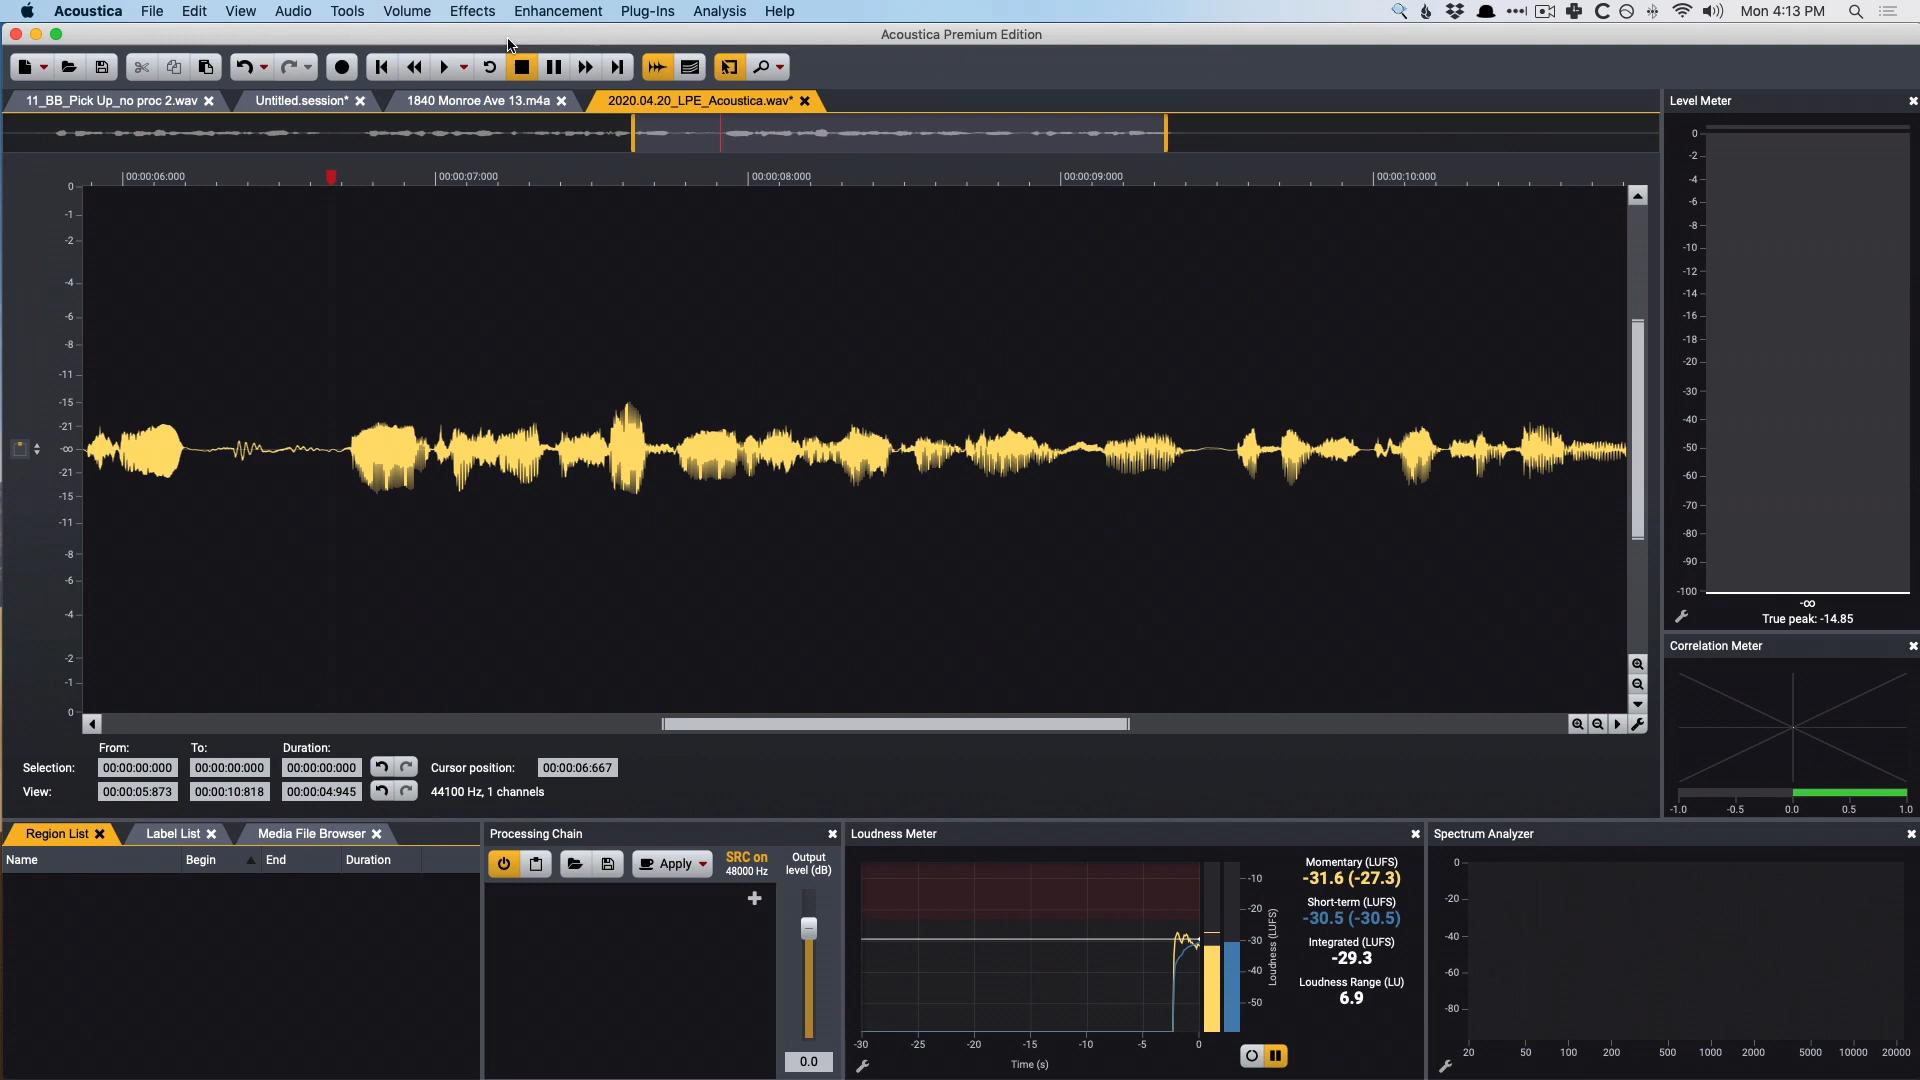 Acoustica File Edit View Audio Tools Volume Effects Enhancement Plug-Ins Analysis Help Mon 4:13 PM
Acoustica Premium Edition
11_BB_Pick Up_no proc 2.wav Untitled.session* 1840 Monroe Ave 13.m4a 2020.04.20_LPE_Acoustica.wav*
00:00:06:000 00:00:07:000 00:00:08:000 00:00:09:000 00:00:10:000
0
-1
-2
-4
-6
-8
-11
-15
-21
-∞
-21
-15
-11
-8
-6
-4
-2
-1
0
From: To: Duration:
Selection: 00:00:00:000 00:00:00:000 00:00:00:000 Cursor position: 00:00:06:667
View: 00:00:05:873 00:00:10:818 00:00:04:945 44100 Hz, 1 channels
Level Meter
0
-2
-4
-6
-8
-10
-12
-14
-16
-18
-20
-30
-40
-50
-60
-70
-80
-90
-100
-∞
True peak: -14.85
Correlation Meter
-1.0 -0.5 0.0 0.5 1.0
Region List Label List Media File Browser
Name Begin End Duration
Processing Chain
Apply SRC on
48000 Hz
Output
level (dB)
0.0
Loudness Meter
-10
-20
-30
-40
-50
Loudness (LUFS)
-30 -25 -20 -15 -10 -5 0
Time (s)
Momentary (LUFS)
-31.6 (-27.3)
Short-term (LUFS)
-30.5 (-30.5)
Integrated (LUFS)
-29.3
Loudness Range (LU)
6.9
Spectrum Analyzer
0
-20
-40
-60
-80
20 50 100 200 500 1000 2000 5000 10000 20000